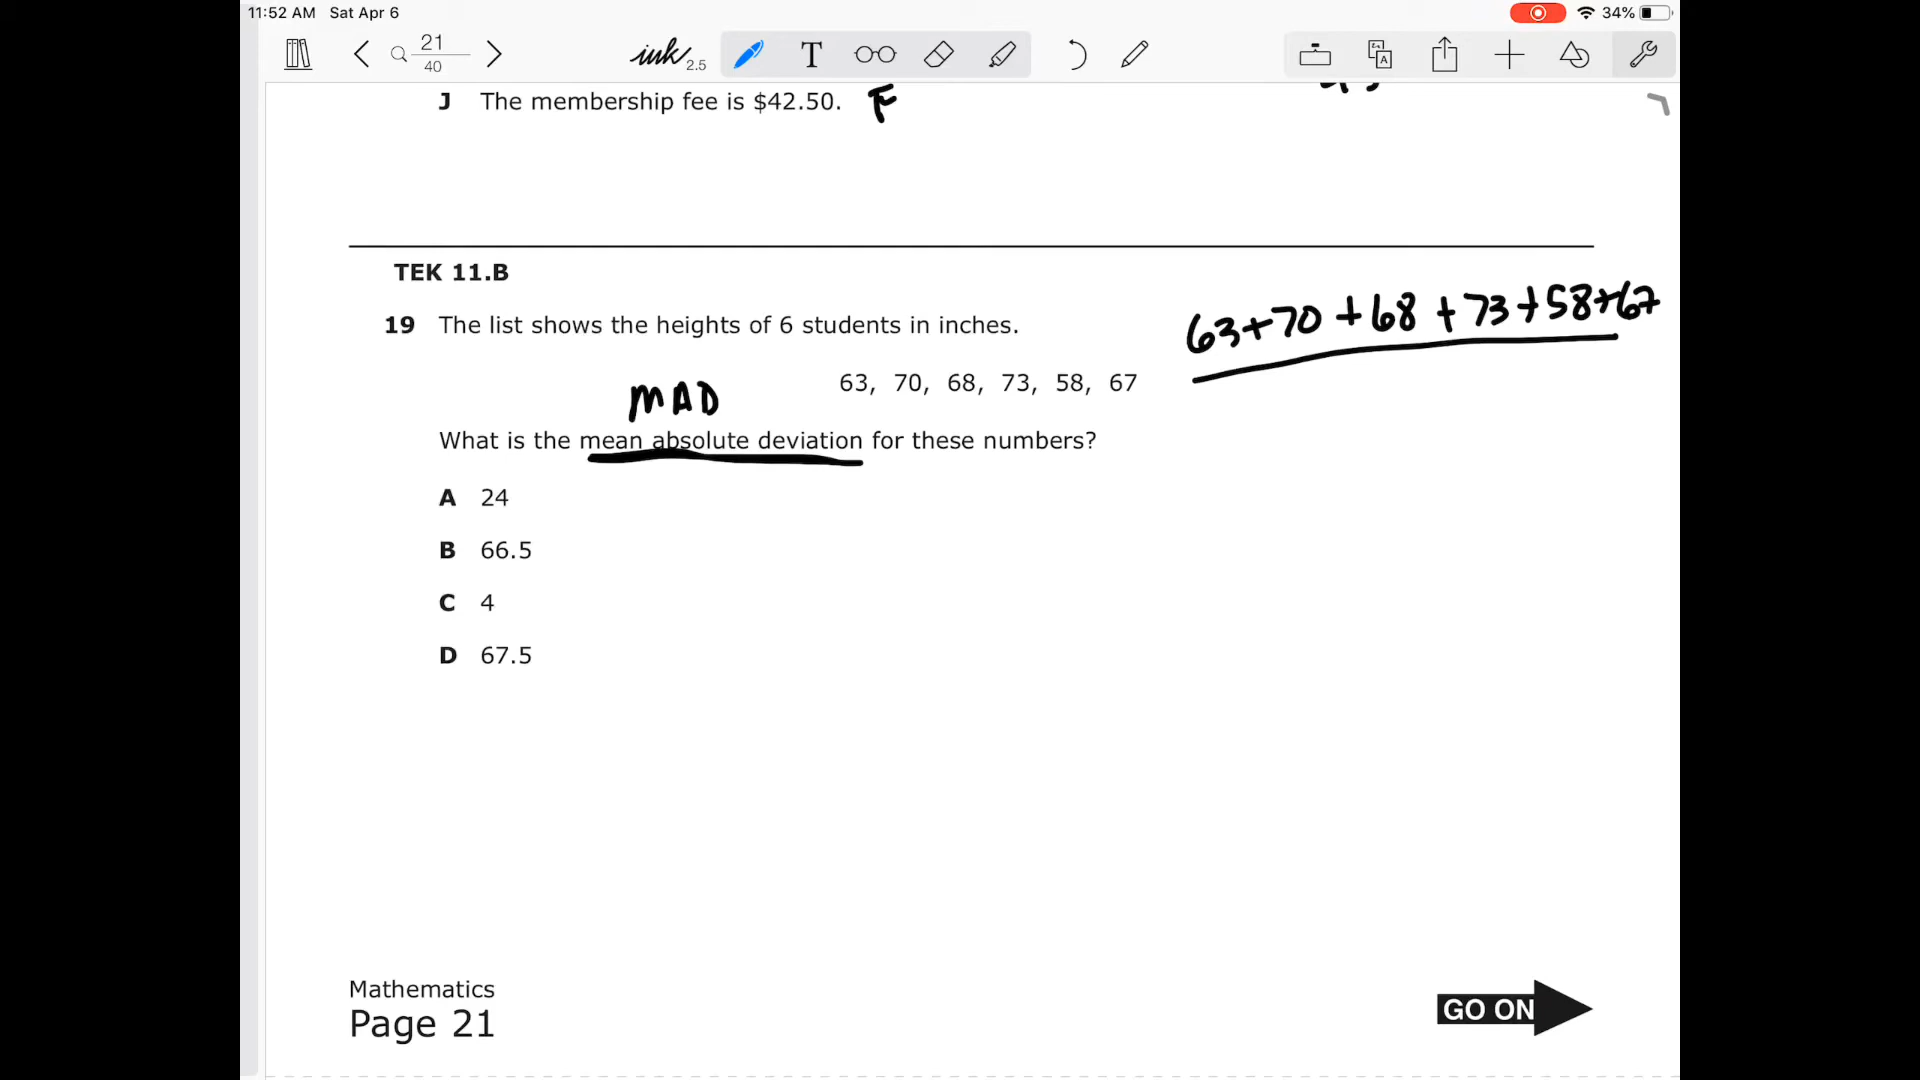 11:52 AM Sat Apr 6
34%
21
40
ink 2.5
T
A
J The membership fee is $42.50. F
TEK 11.B
63+70+68+73+58+67
19 The list shows the heights of 6 students in inches.
63, 70, 68, 73, 58, 67
MAD
What is the mean absolute deviation for these numbers?
A 24
B 66.5
C 4
D 67.5
Mathematics
Page 21
GO ON